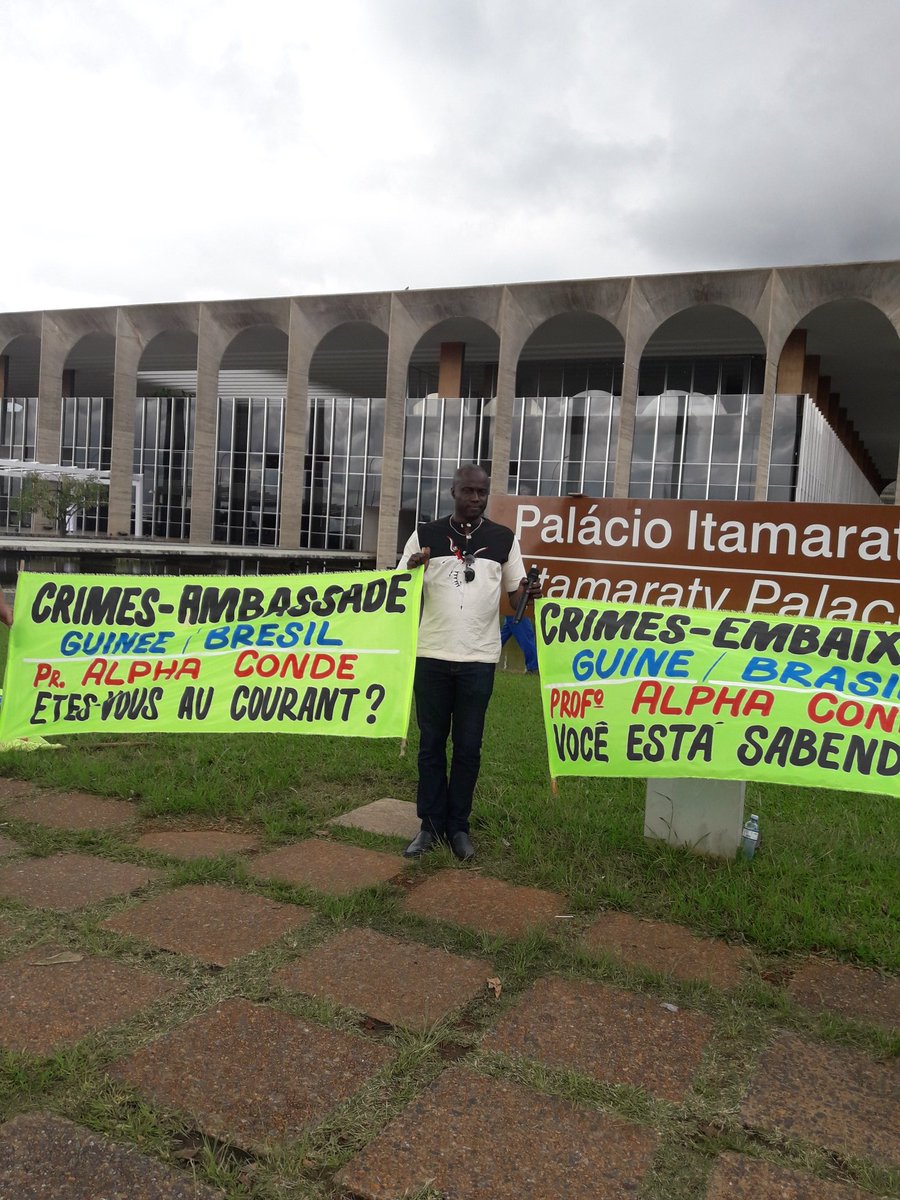 Palácio Itamarat
Itamaraty Palac
CRIMES-AMBASSADE
GUINEE / BRESIL
PR. ALPHA CONDE
ETES-VOUS AU COURANT ?
CRIMES-EMBAIX
GUINE / BRASI
PROFº ALPHA CON
VOCÊ ESTÁ SABEND